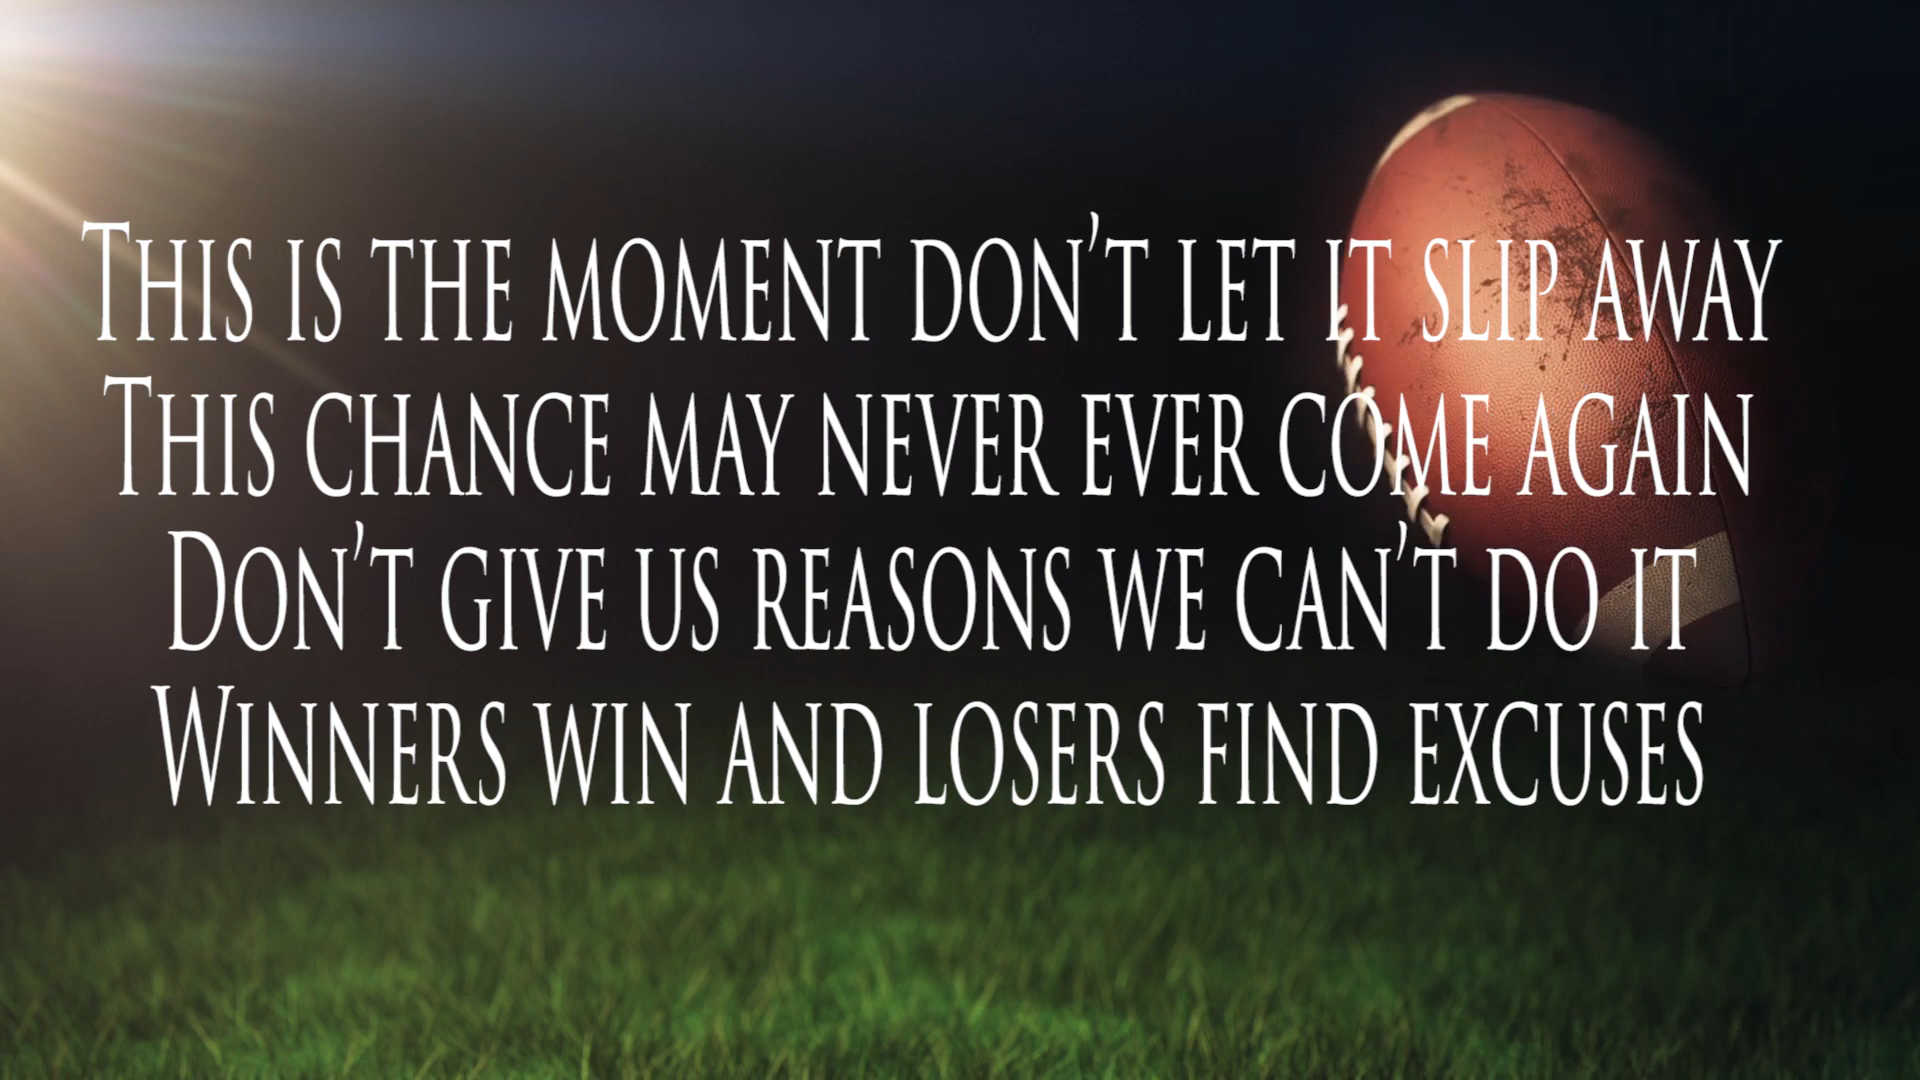 This is the moment don't let it slip away
This chance may never ever come again
Don't give us reasons we can't do it
Winners win and losers find excuses